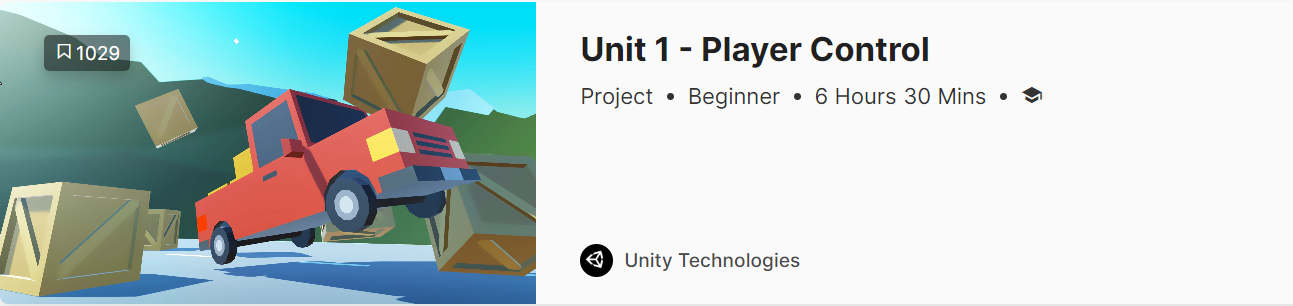 1029
Unit 1 - Player Control
Project • Beginner • 6 Hours 30 Mins •
Unity Technologies